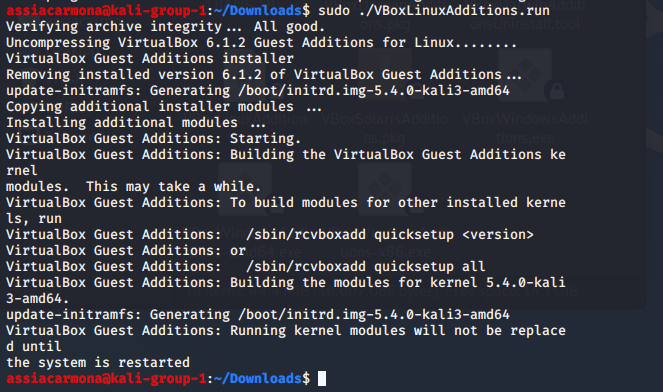 assiacarmona@kali-group-1:~/Downloads$ sudo ./VBoxLinuxAdditions.run
Verifying archive integrity... All good.
Uncompressing VirtualBox 6.1.2 Guest Additions for Linux........
VirtualBox Guest Additions installer
Removing installed version 6.1.2 of VirtualBox Guest Additions...
update-initramfs: Generating /boot/initrd.img-5.4.0-kali3-amd64
Copying additional installer modules ...
Installing additional modules ...
VirtualBox Guest Additions: Starting.
VirtualBox Guest Additions: Building the VirtualBox Guest Additions ke
rnel
modules.  This may take a while.
VirtualBox Guest Additions: To build modules for other installed kerne
ls, run
VirtualBox Guest Additions:   /sbin/rcvboxadd quicksetup <version>
VirtualBox Guest Additions: or
VirtualBox Guest Additions:   /sbin/rcvboxadd quicksetup all
VirtualBox Guest Additions: Building the modules for kernel 5.4.0-kali
3-amd64.
update-initramfs: Generating /boot/initrd.img-5.4.0-kali3-amd64
VirtualBox Guest Additions: Running kernel modules will not be replace
d until
the system is restarted
assiacarmona@kali-group-1:~/Downloads$